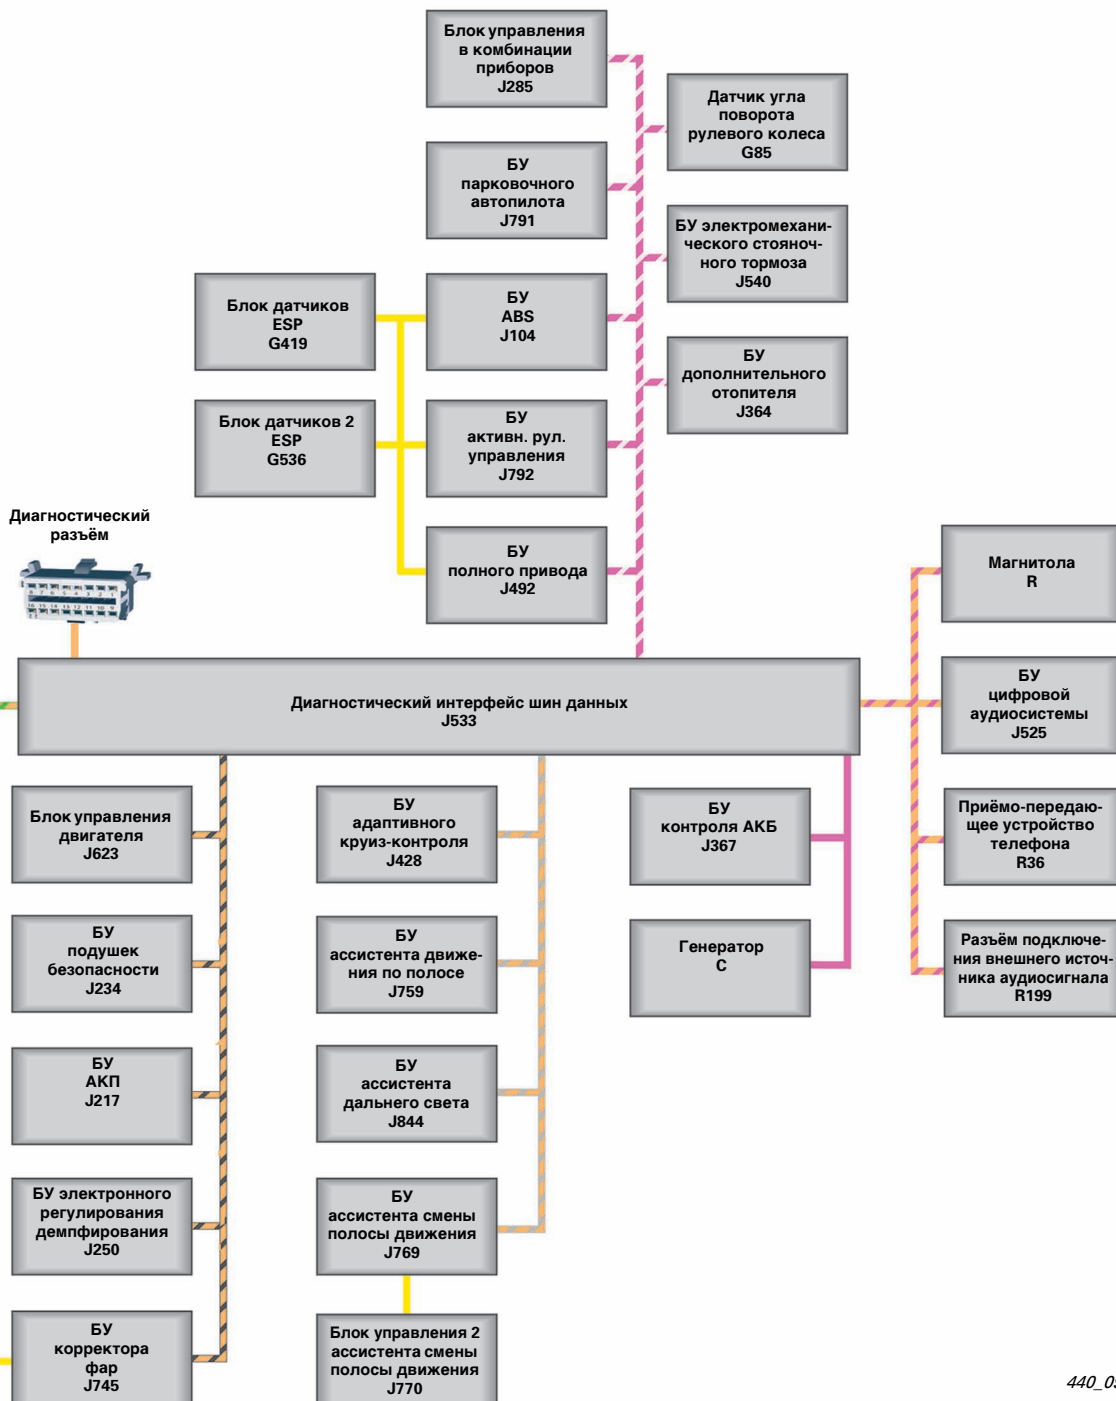 Блок управления
в комбинации
приборов
J285
Датчик угла
поворота
рулевого колеса
G85
БУ
парковочного
автопилота
J791
БУ электромехани-
ческого стояноч-
ного тормоза
J540
Блок датчиков
ESP
G419
БУ
ABS
J104
БУ
дополнительного
отопителя
J364
Блок датчиков 2
ESP
G536
БУ
активн. рул.
управления
J792
Диагностический
разъём
БУ
полного привода
J492
Магнитола
R
Диагностический интерфейс шин данных
J533
БУ
цифровой
аудиосистемы
J525
Блок управления
двигателя
J623
БУ
адаптивного
круиз-контроля
J428
БУ
контроля АКБ
J367
Приёмо-передаю-
щее устройство
телефона
R36
БУ
подушек
безопасности
J234
БУ
ассистента движе-
ния по полосе
J759
Генератор
C
Разъём подключе-
ния внешнего источ-
ника аудиосигнала
R199
БУ
АКП
J217
БУ
ассистента
дальнего света
J844
БУ электронного
регулирования
демпфирования
J250
БУ
ассистента смены
полосы движения
J769
БУ
корректора
фар
J745
Блок управления 2
ассистента смены
полосы движения
J770